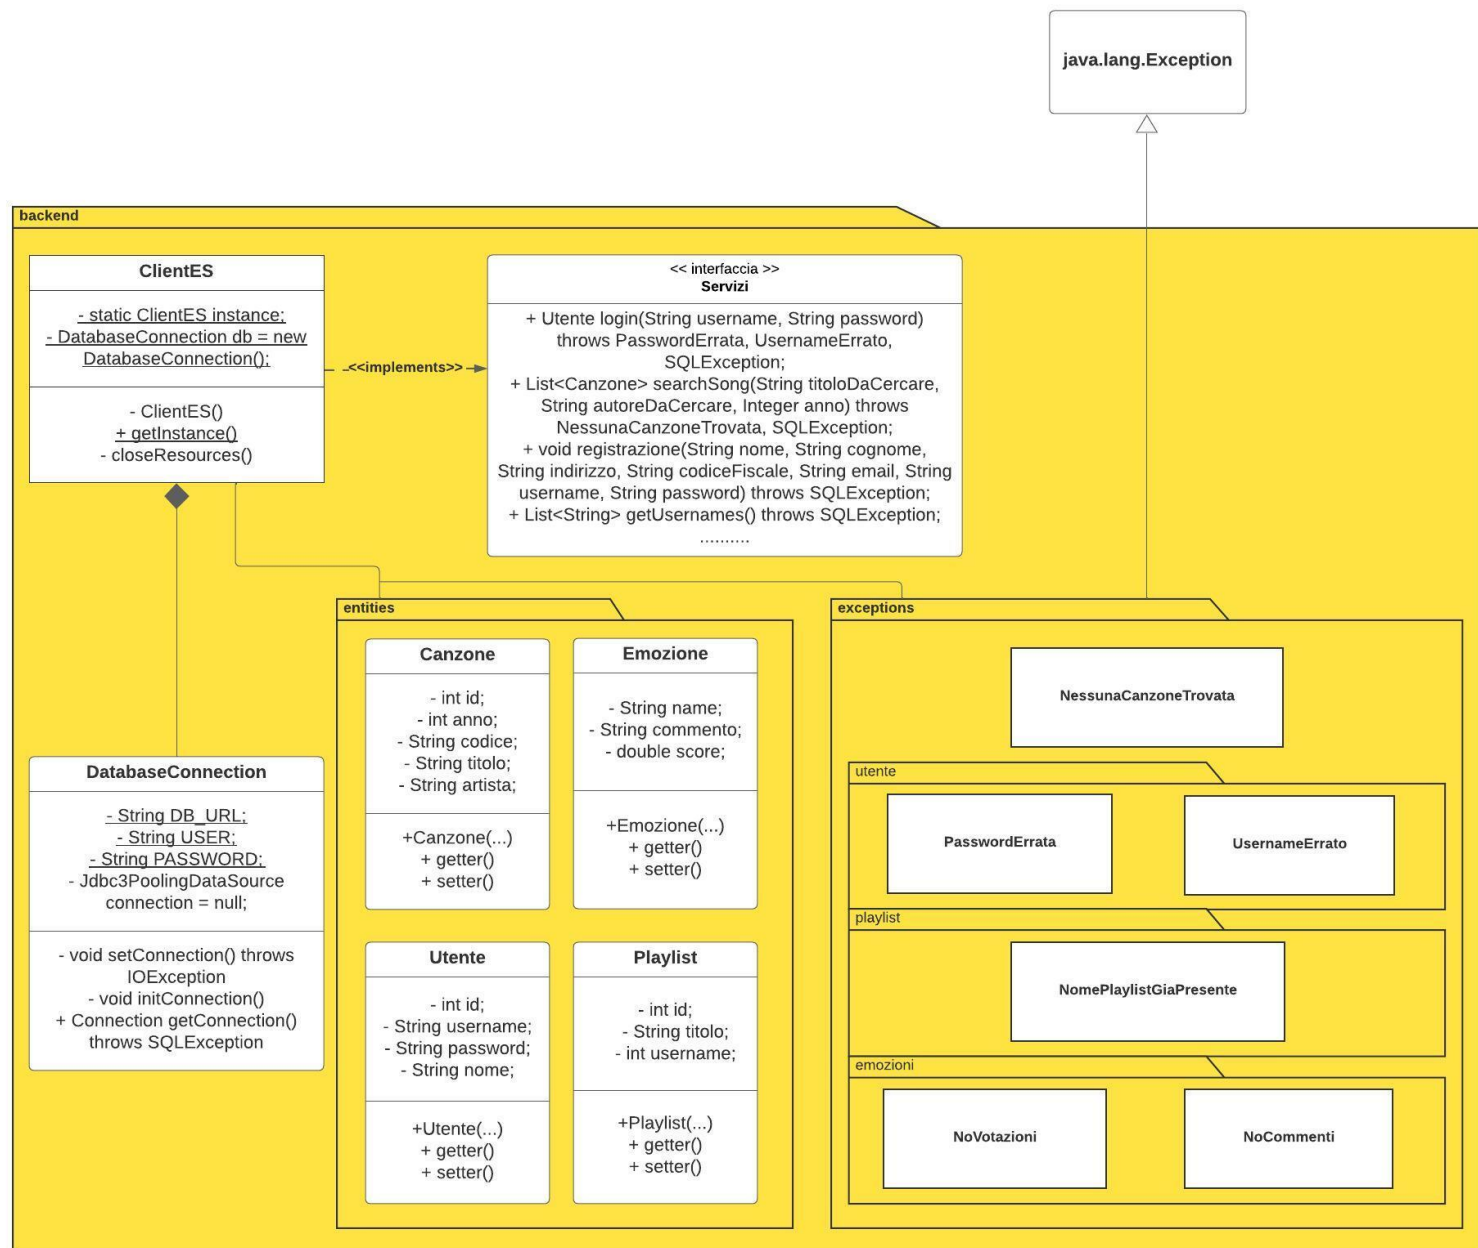 java.lang.Exception
backend
ClientES
- static ClientES instance;
- DatabaseConnection db = new
DatabaseConnection();
- ClientES()
+ getInstance()
- closeResources()
<<implements>>
<< interfaccia >>
Servizi
+ Utente login(String username, String password)
throws PasswordErrata, UsernameErrato,
SQLException;
+ List<Canzone> searchSong(String titoloDaCercare,
String autoreDaCercare, Integer anno) throws
NessunaCanzoneTrovata, SQLException;
+ void registrazione(String nome, String cognome,
String indirizzo, String codiceFiscale, String email, String
username, String password) throws SQLException;
+ List<String> getUsernames() throws SQLException;
..........
DatabaseConnection
- String DB_URL;
- String USER;
- String PASSWORD;
- Jdbc3PoolingDataSource
connection = null;
- void setConnection() throws
IOException
- void initConnection()
+ Connection getConnection()
throws SQLException
entities
Canzone
- int id;
- int anno;
- String codice;
- String titolo;
- String artista;
+Canzone(...)
+ getter()
+ setter()
Emozione
- String name;
- String commento;
- double score;
+Emozione(...)
+ getter()
+ setter()
Utente
- int id;
- String username;
- String password;
- String nome;
+Utente(...)
+ getter()
+ setter()
Playlist
- int id;
- String titolo;
- int username;
+Playlist(...)
+ getter()
+ setter()
exceptions
NessunaCanzoneTrovata
utente
PasswordErrata
UsernameErrato
playlist
NomePlaylistGiaPresente
emozioni
NoVotazioni
NoCommenti